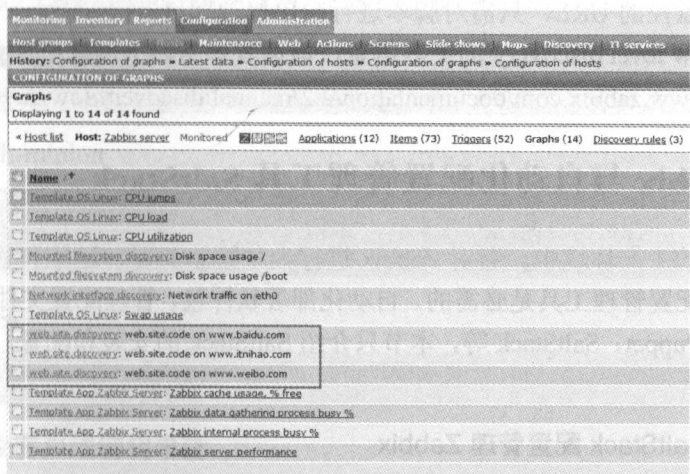 Monitoring Inventory Reports Configuration Administration
Host groups Templates Maintenance Web Actions Screens Slide shows Maps Discovery IT services
History: Configuration of graphs » Latest data » Configuration of hosts » Configuration of graphs » Configuration of hosts
CONFIGURATION OF GRAPHS
Graphs
Displaying 1 to 14 of 14 found
« Host list Host: Zabbix server Monitored Applications (12) Items (73) Triggers (52) Graphs (14) Discovery rules (3)
Name
Template OS Linux: CPU jumps
Template OS Linux: CPU load
Template OS Linux: CPU utilization
Mounted filesystem discovery: Disk space usage /
Mounted filesystem discovery: Disk space usage /boot
Network interface discovery: Network traffic on eth0
Template OS Linux: Swap usage
web.site.discovery: web.site.code on www.baidu.com
web.site.discovery: web.site.code on www.itnihao.com
web.site.discovery: web.site.code on www.weibo.com
Template App Zabbix Server: Zabbix cache usage, % free
Template App Zabbix Server: Zabbix data gathering process busy %
Template App Zabbix Server: Zabbix internal process busy %
Template App Zabbix Server: Zabbix server performance